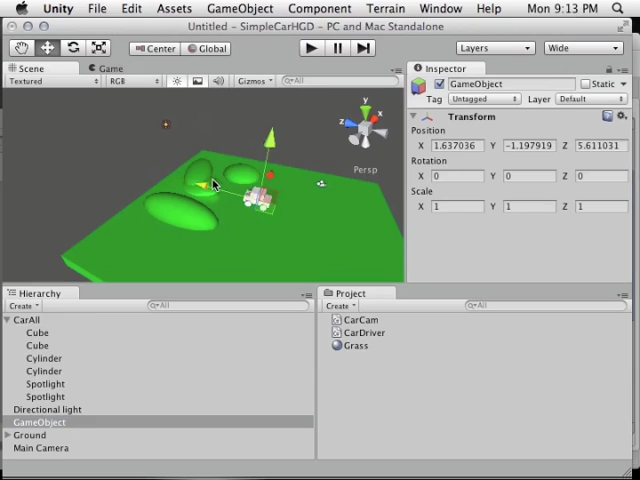 Unity File Edit Assets GameObject Component Terrain Window Help Mon 9:13 PM
Untitled - SimpleCarHGD - PC and Mac Standalone
Center Global Layers Wide
Scene Game
Textured RGB Gizmos All
y
x
z
Persp
Inspector
GameObject Static
Tag Untagged Layer Default
Transform
Position
X 1.637036 Y -1.197919 Z 5.611031
Rotation
X 0 Y 0 Z 0
Scale
X 1 Y 1 Z 1
Hierarchy
Create All
CarAll
Cube
Cube
Cylinder
Cylinder
Spotlight
Spotlight
Directional light
GameObject
Ground
Main Camera
Project
Create All
CarCam
CarDriver
Grass